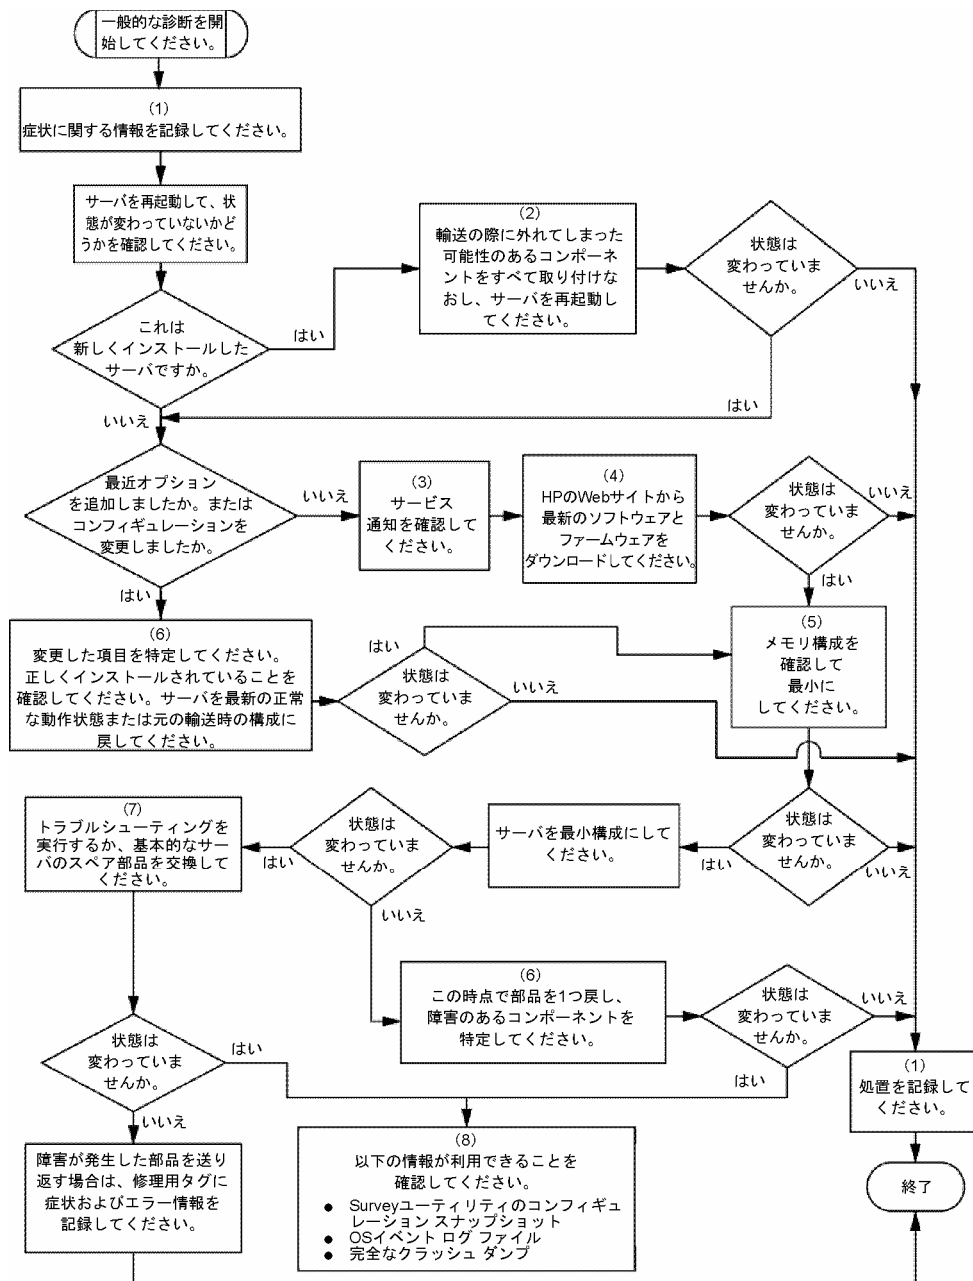 一般的な診断を開
始してください。
(1)
症状に関する情報を記録してください。
サーバを再起動して、状
態が変わっていないかど
うかを確認してください。
これは
新しくインストールした
サーバですか。
はい
いいえ
(2)
輸送の際に外れてしまった
可能性のあるコンポーネ
ントをすべて取り付けな
おし、サーバを再起動し
てください。
状態は
変わっていま
せんか。
いいえ
はい
最近オプション
を追加しましたか。または
コンフィギュレーションを
変更しましたか。
いいえ
はい
(3)
サービス
通知を確認して
ください。
(4)
HPのWebサイトから
最新のソフトウェアと
ファームウェアを
ダウンロードしてください。
状態は
変わっていま
せんか。
いいえ
はい
(6)
変更した項目を特定してください。
正しくインストールされていることを
確認してください。サーバを最新の正常
な動作状態または元の輸送時の構成に
戻してください。
はい
状態は
変わっていま
せんか。
いいえ
(5)
メモリ構成を
確認して
最小に
してください。
(7)
トラブルシューティングを
実行するか、基本的なサー
バのスペア部品を交換して
ください。
はい
状態は
変わっていま
せんか。
いいえ
サーバを最小構成にして
ください。
はい
状態は
変わっていま
せんか。
いいえ
(6)
この時点で部品を1つ戻し、
障害のあるコンポーネントを
特定してください。
状態は
変わっていま
せんか。
いいえ
はい
状態は
変わっていま
せんか。
はい
いいえ
(1)
処置を記録して
ください。
障害が発生した部品を送り
返す場合は、修理用タグに
症状およびエラー情報を
記録してください。
(8)
以下の情報が利用できることを
確認してください。
● Surveyユーティリティのコンフィギュ
レーション スナップショット
● OSイベント ログ ファイル
● 完全なクラッシュ ダンプ
終了